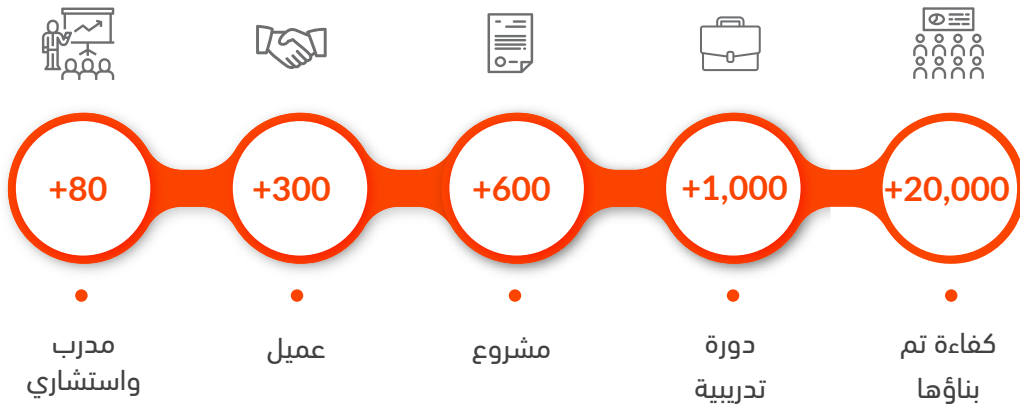 +20,000
كفاءة تم
بناؤها
+1,000
دورة
تدريبية
+600
مشروع
+300
عميل
+80
مدرب
واستشاري